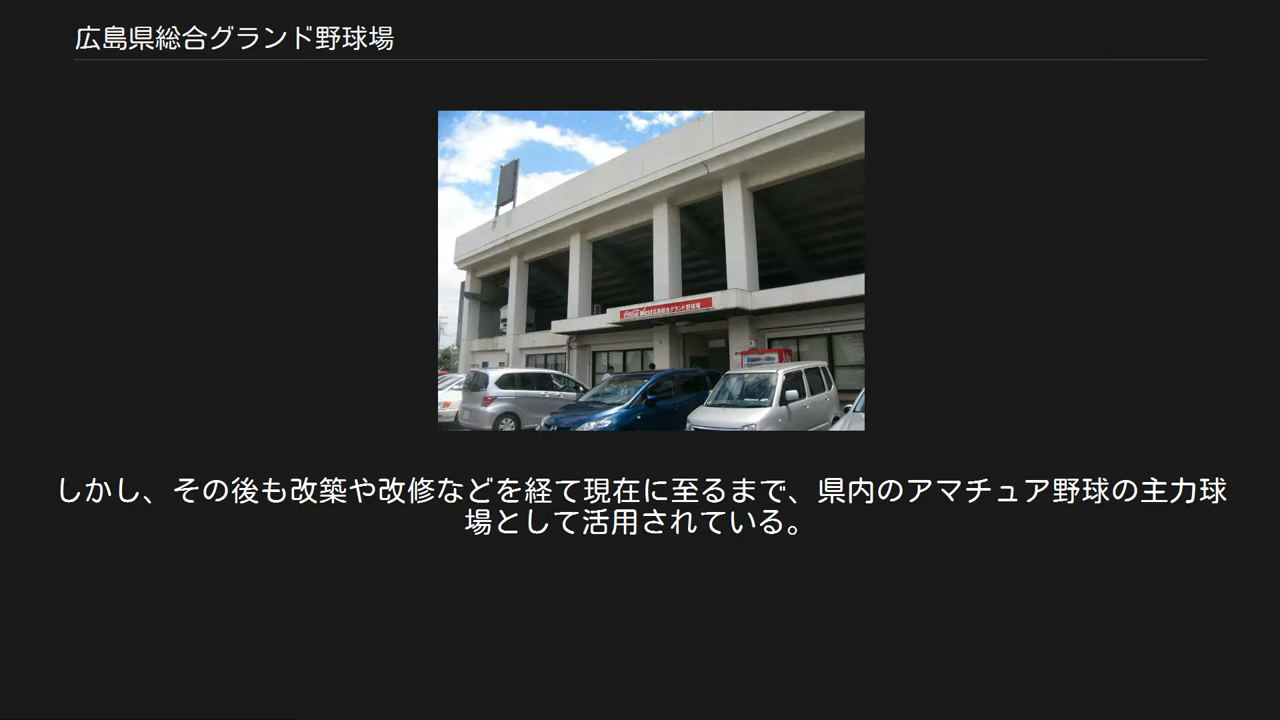 広島県総合グランド野球場
しかし、その後も改築や改修などを経て現在に至るまで、県内のアマチュア野球の主力球
場として活用されている。